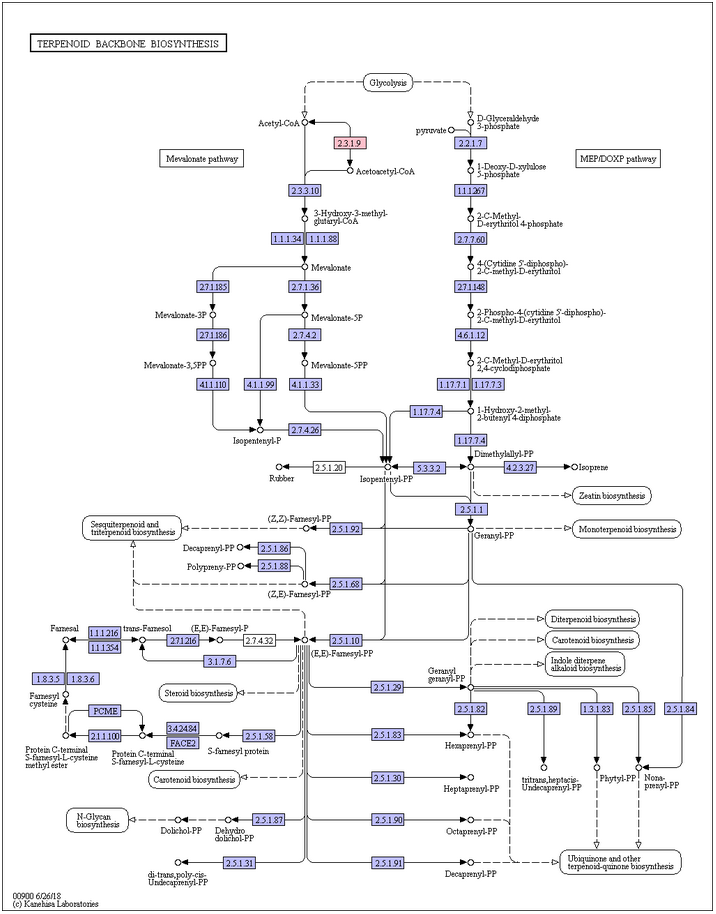 TERPENOID BACKBONE BIOSYNTHESIS
Glycolysis
Acetyl-CoA
D-Glyceraldehyde
3-phosphate
pyruvate
2.3.1.9
2.2.1.7
Mevalonate pathway
MEP/DOXP pathway
Acetoacetyl-CoA
1-Deoxy-D-xylulose
5-phosphate
2.3.3.10
1.1.1.267
3-Hydroxy-3-methyl-
glutaryl-CoA
2-C-Methyl-
D-erythritol 4-phosphate
1.1.1.34
1.1.1.88
2.7.7.60
Mevalonate
4-(Cytidine 5'-diphospho)-
2-C-methyl-D-erythritol
2.7.1.185
2.7.1.36
2.7.1.148
Mevalonate-3P
Mevalonate-5P
2-Phospho-4-(cytidine 5'-diphospho)-
2-C-methyl-D-erythritol
2.7.1.186
2.7.4.2
4.6.1.12
Mevalonate-3,5PP
Mevalonate-5PP
2-C-Methyl-D-erythritol
2,4-cyclodiphosphate
4.1.1.110
4.1.1.99
4.1.1.33
1.17.7.1
1.17.7.3
1.17.7.4
1-Hydroxy-2-methyl-
2-butenyl 4-diphosphate
2.7.4.26
Isopentenyl-P
1.17.7.4
Dimethylallyl-PP
2.5.1.20
5.3.3.2
4.2.3.27
Isoprene
Rubber
Isopentenyl-PP
Zeatin biosynthesis
2.5.1.1
Sesquiterpenoid and
triterpenoid biosynthesis
(Z,Z)-Farnesyl-PP
2.5.1.92
Geranyl-PP
Monoterpenoid biosynthesis
Decaprenyl-PP
2.5.1.86
Polypreny-PP
2.5.1.88
2.5.1.68
(Z,E)-Farnesyl-PP
Diterpenoid biosynthesis
Farnesal
1.1.1.216
trans-Farnesol
(E,E)-Farnesyl-P
1.1.1.354
2.7.1.216
2.7.4.32
2.5.1.10
(E,E)-Farnesyl-PP
Carotenoid biosynthesis
3.1.7.6
Indole diterpene
alkaloid biosynthesis
1.8.3.5
1.8.3.6
Geranyl
geranyl-PP
Farnesyl
cysteine
Steroid biosynthesis
2.5.1.29
PCME
2.5.1.82
2.5.1.89
1.3.1.83
2.5.1.85
2.5.1.84
3.4.24.84
2.1.1.100
FACE2
2.5.1.58
2.5.1.83
Protein C-terminal
S-farnesyl-L-cysteine
methyl ester
Protein C-terminal
S-farnesyl-L-cysteine
S-farnesyl protein
Hexaprenyl-PP
Carotenoid biosynthesis
2.5.1.30
Heptaprenyl-PP
tritrans,heptacis-
Undecaprenyl-PP
Phytyl-PP
Nona-
prenyl-PP
N-Glycan
biosynthesis
Dolichol-PP
Dehydro
dolichol-PP
2.5.1.87
2.5.1.90
Octaprenyl-PP
2.5.1.31
di-trans,poly-cis-
Undecaprenyl-PP
2.5.1.91
Decaprenyl-PP
Ubiquinone and other
terpenoid-quinone biosynthesis
00900 6/26/18
(c) Kanehisa Laboratories